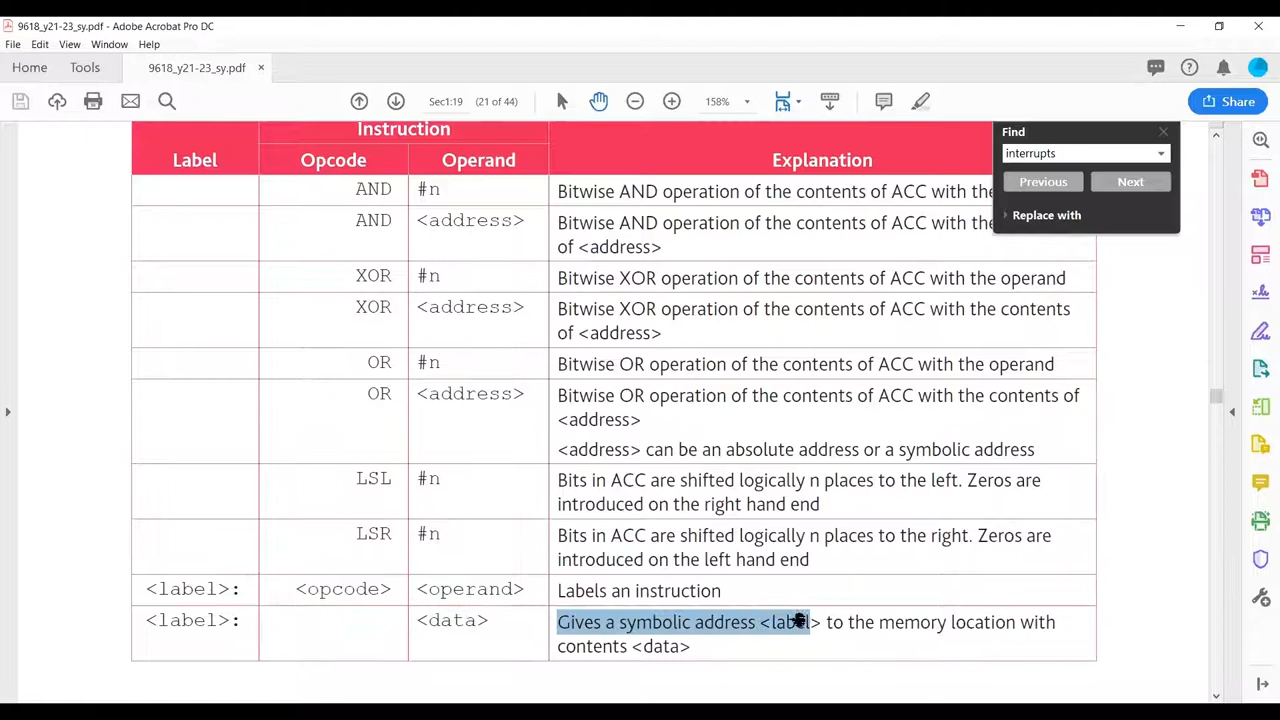 9618_y21-23_sy.pdf - Adobe Acrobat Pro DC
File Edit View Window Help
Home Tools 9618_y21-23_sy.pdf ×
Sec1:19 (21 of 44) 158% Share
Find
interrupts
Previous Next
Replace with
Instruction
Label Opcode Operand Explanation
AND #n Bitwise AND operation of the contents of ACC with the
AND <address> Bitwise AND operation of the contents of ACC with the
of <address>
XOR #n Bitwise XOR operation of the contents of ACC with the operand
XOR <address> Bitwise XOR operation of the contents of ACC with the contents
of <address>
OR #n Bitwise OR operation of the contents of ACC with the operand
OR <address> Bitwise OR operation of the contents of ACC with the contents of
<address>
<address> can be an absolute address or a symbolic address
LSL #n Bits in ACC are shifted logically n places to the left. Zeros are
introduced on the right hand end
LSR #n Bits in ACC are shifted logically n places to the right. Zeros are
introduced on the left hand end
<label>: <opcode> <operand> Labels an instruction
<label>: <data> Gives a symbolic address <label> to the memory location with
contents <data>